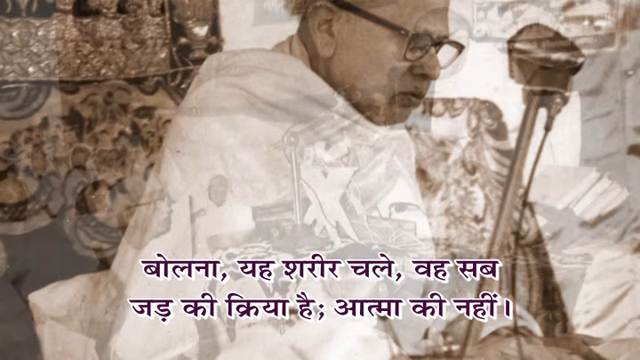 बोलना, यह शरीर चले, वह सब
जड़ की क्रिया है; आत्मा की नहीं।